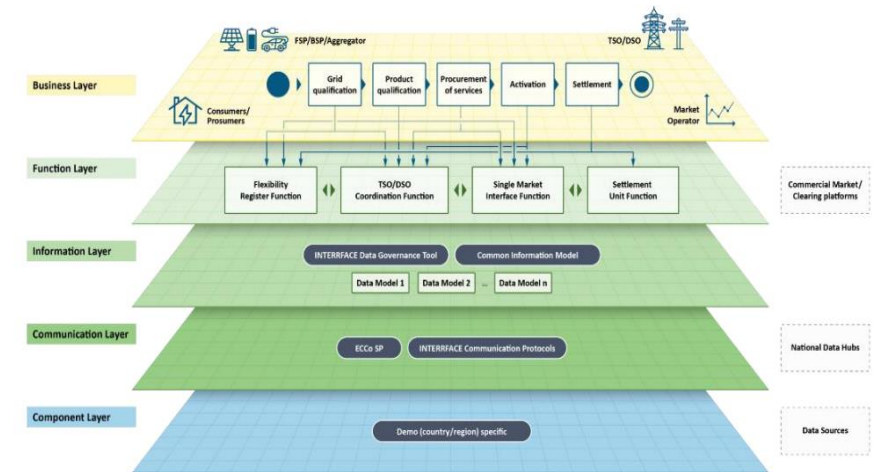 FSP/BSP/Aggregator
TSO/DSO
Business Layer
Grid
qualification
Product
qualification
Procurement
of services
Activation
Settlement
Consumers/
Prosumers
Market
Operator
Function Layer
Flexibility
Register Function
TSO/DSO
Coordination Function
Single Market
Interface Function
Settlement
Unit Function
Commercial Market/
Clearing platforms
Information Layer
INTERRFACE Data Governance Tool
Common Information Model
Data Model 1
Data Model 2
...
Data Model n
Communication Layer
ECCo SP
INTERRFACE Communication Protocols
National Data Hubs
Component Layer
Demo (country/region) specific
Data Sources